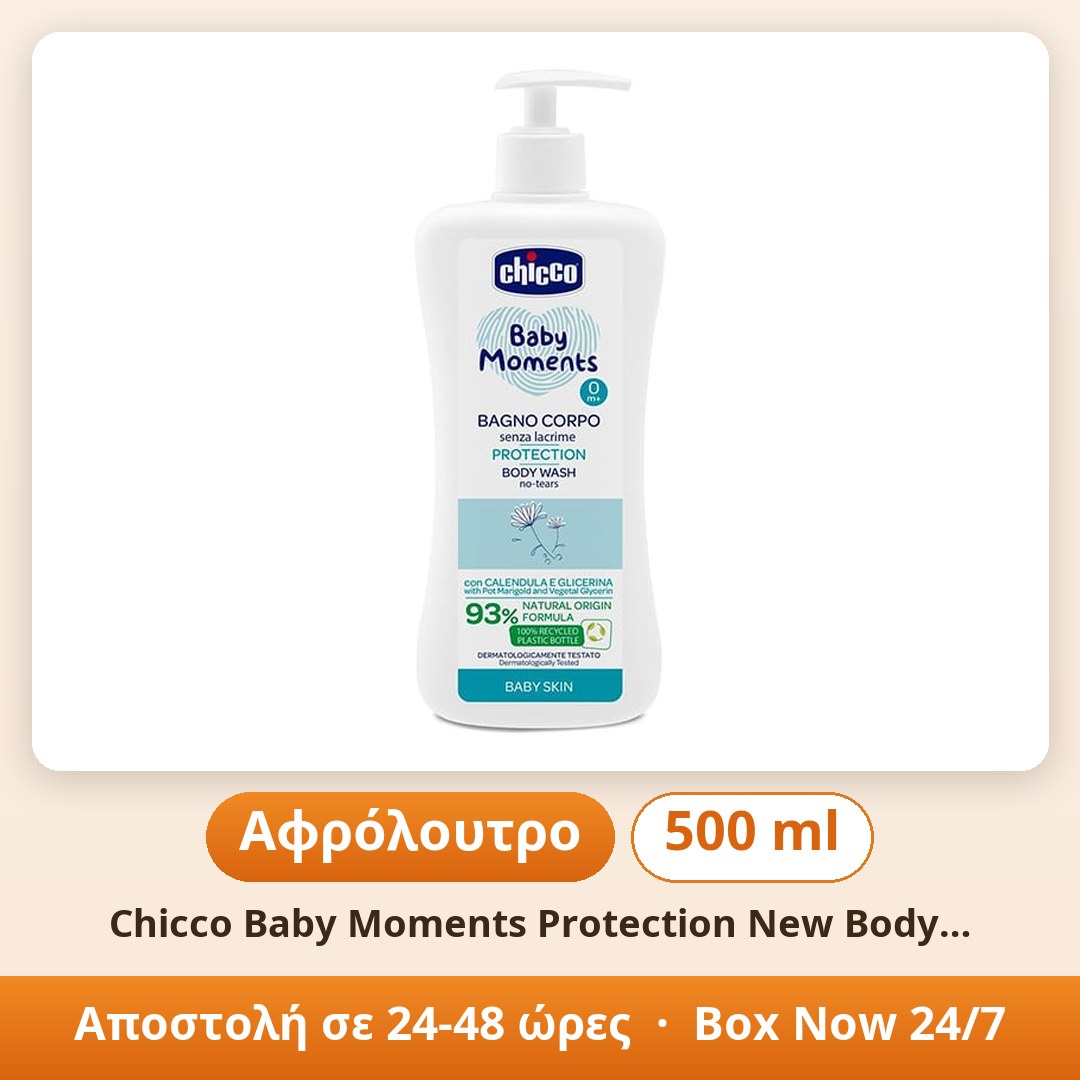 chicco
Baby
Moments
0
m+
BAGNO CORPO
senza lacrime
PROTECTION
BODY WASH
no-tears
con CALENDULA E GLICERINA
with Pot Marigold and Vegetal Glycerin
93% NATURAL ORIGIN
FORMULA
100% RECYCLED
PLASTIC BOTTLE
DERMATOLOGICAMENTE TESTATO
Dermatologically Tested
BABY SKIN
Αφρόλουτρο 500 ml
Chicco Baby Moments Protection New Body...
Αποστολή σε 24-48 ώρες · Box Now 24/7